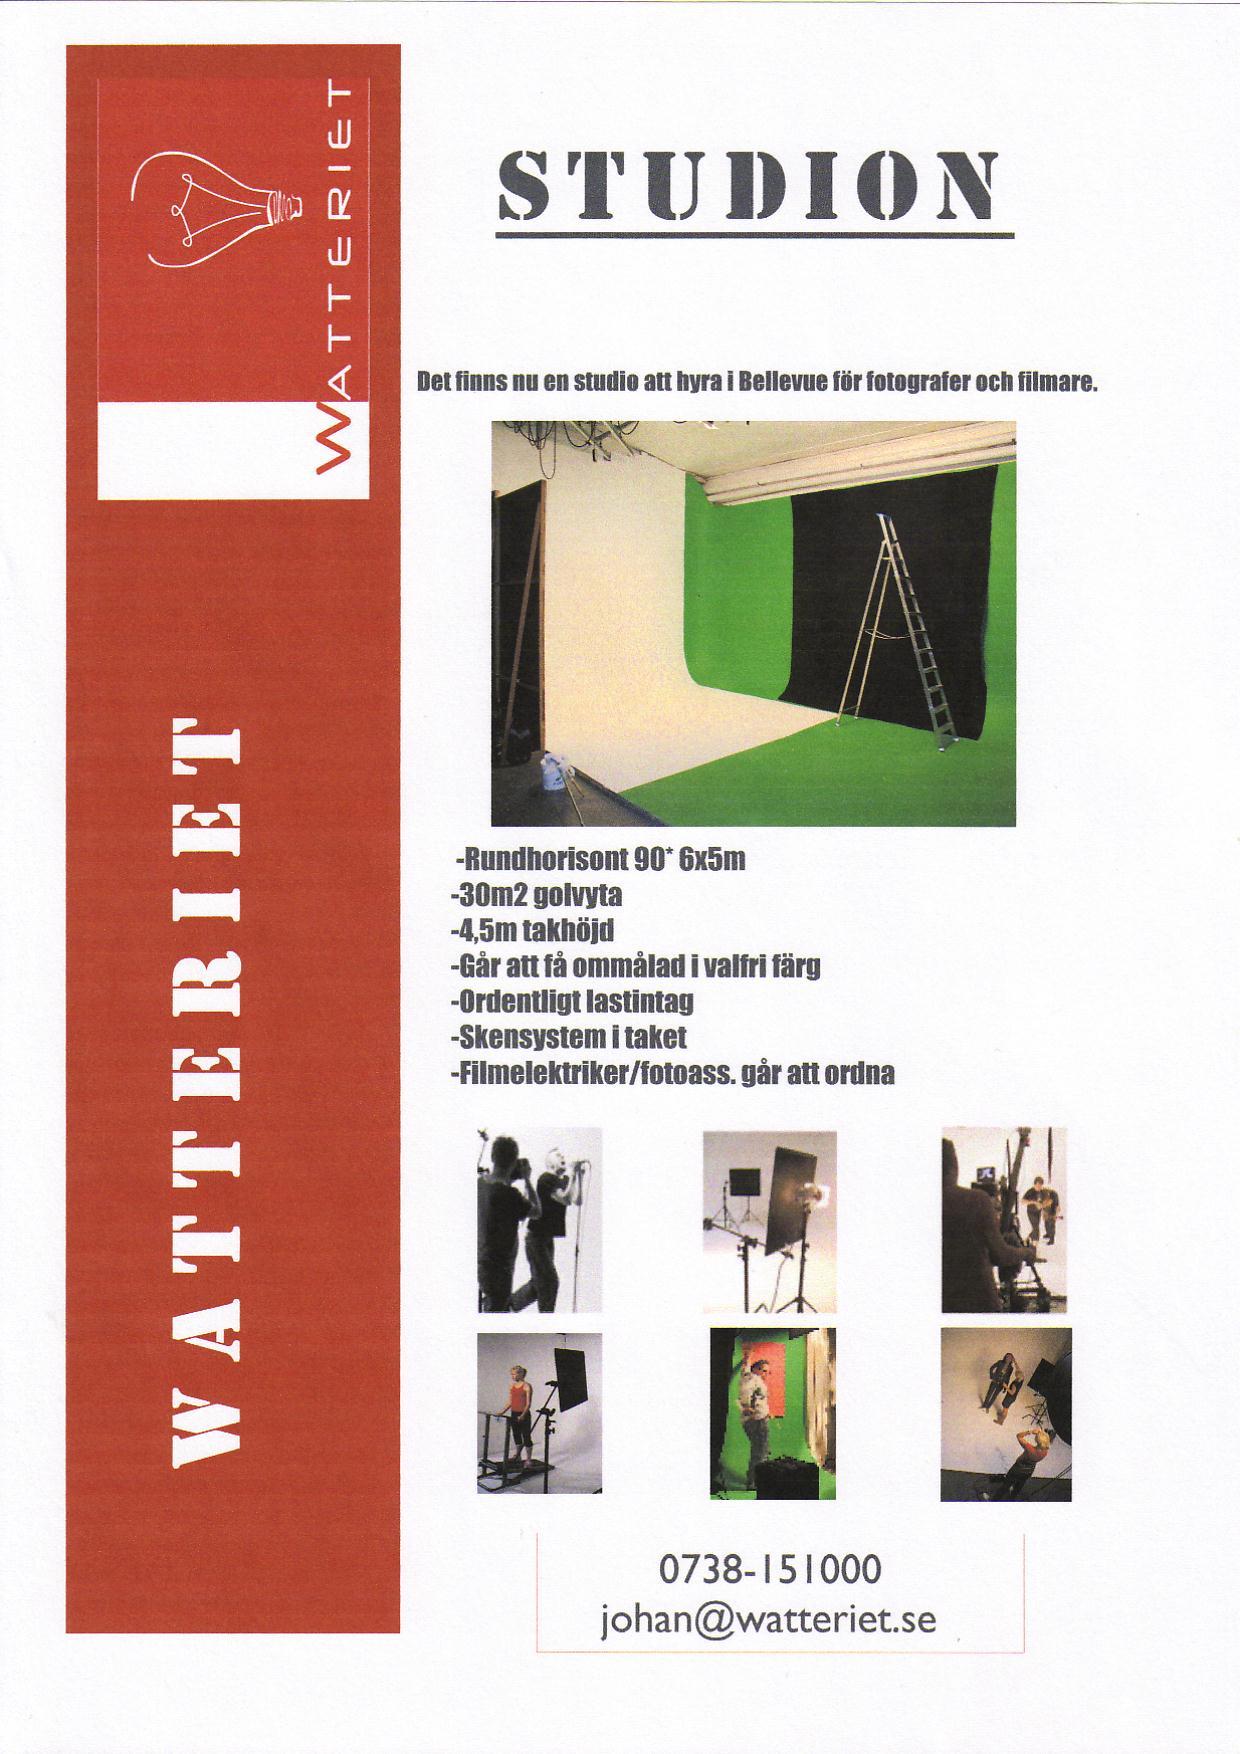 WATTERIET
STUDION
Det finns nu en studio att hyra i Bellevue för fotografer och filmare.
-Rundhorisont 90* 6x5m
-30m2 golvyta
-4,5m takhöjd
-Går att få ommålad i valfri färg
-Ordentligt lastintag
-Skensystem i taket
-Filmelektriker/fotoass. går att ordna
WATTERIET
0738-151000
johan@watteriet.se